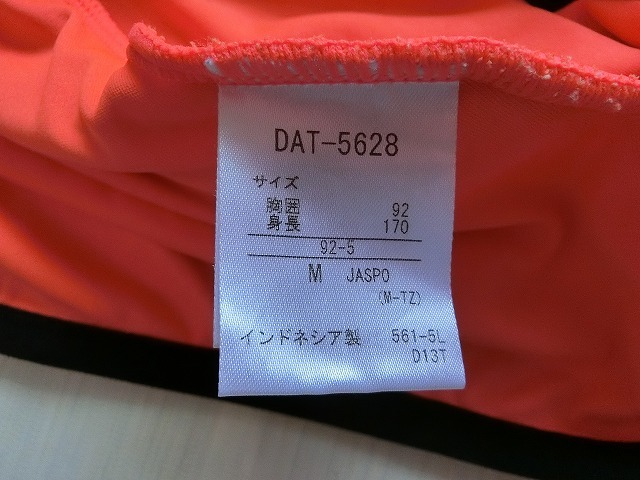 DAT-5628
サイズ
胸囲 92
身長 170
92-5
M JASPO
(M-TZ)
インドネシア製 561-5L
D13T